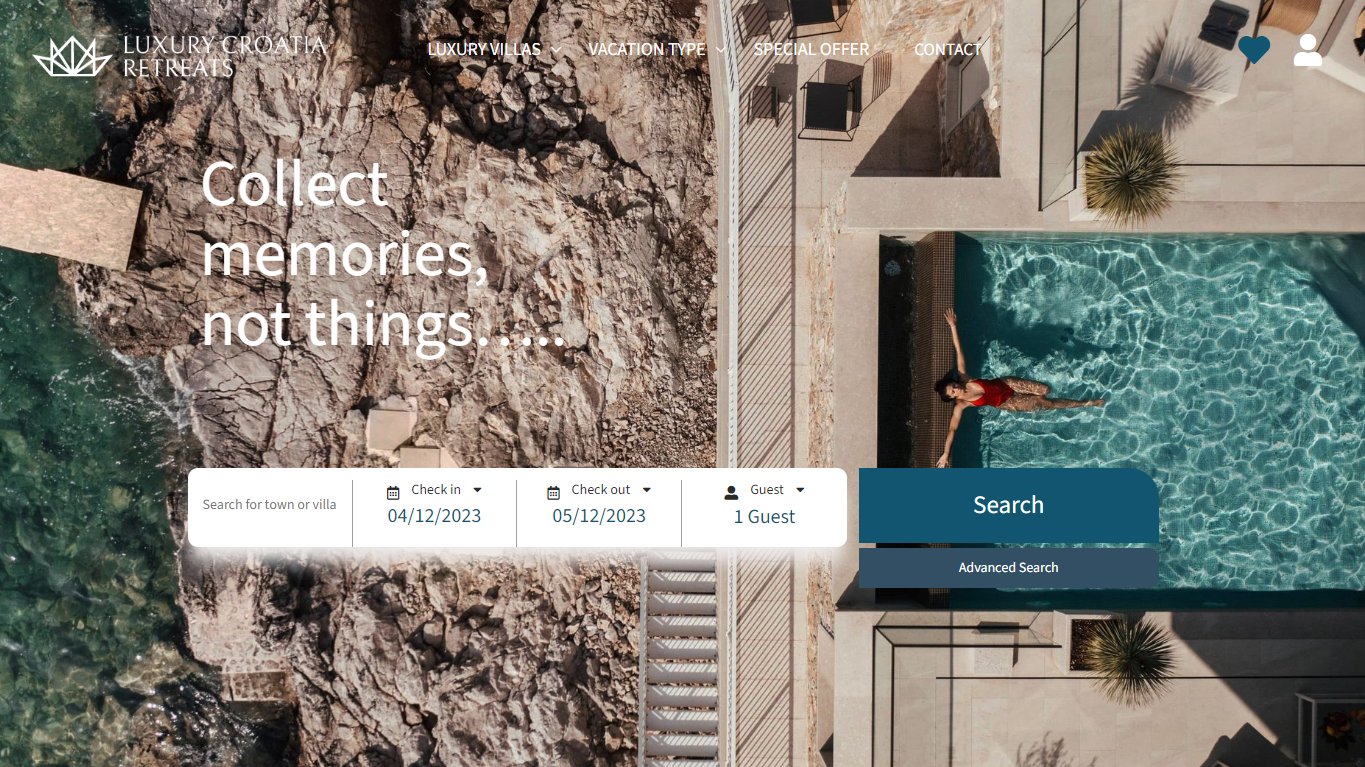 LUXURY CROATIA
RETREATS
LUXURY VILLAS
VACATION TYPE
SPECIAL OFFER
CONTACT
Collect
memories,
not things…..
Search for town or villa
Check in
04/12/2023
Check out
05/12/2023
Guest
1 Guest
Search
Advanced Search